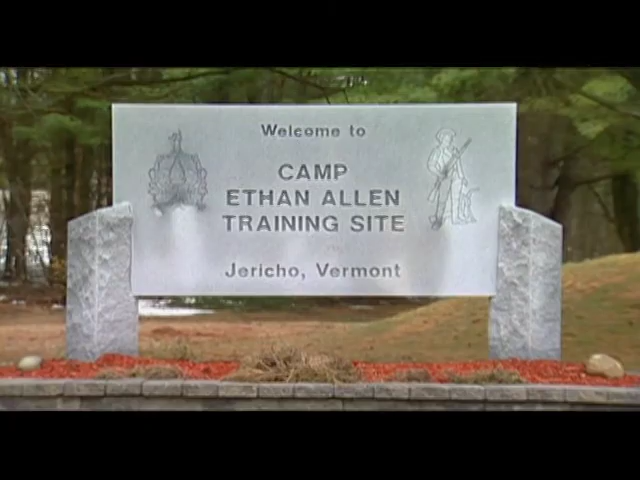 Welcome to
CAMP
ETHAN ALLEN
TRAINING SITE
Jericho, Vermont